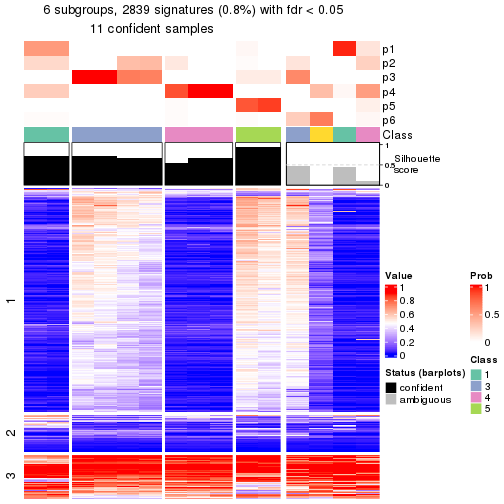 6 subgroups, 2839 signatures (0.8%) with fdr < 0.05
11 confident samples
p1
p2
p3
p4
p5
p6
Class
1
0.5
0
Silhouette
score
1
2
3
Value
1
0.8
0.6
0.4
0.2
0
Status (barplots)
confident
ambiguous
Prob
1
0.5
0
Class
1
3
4
5